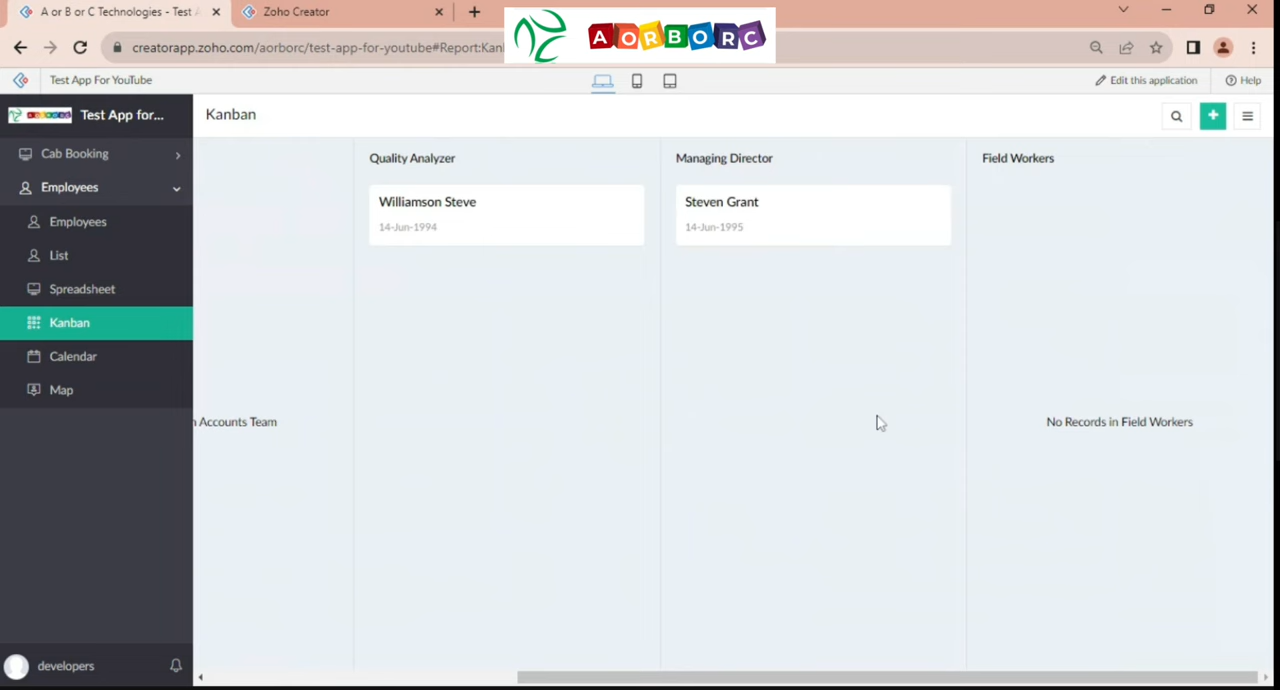 A or B or C Technologies - Test
Zoho Creator
AORBORC
creatorapp.zoho.com/aorborc/test-app-for-youtube#Report:Kan
Test App For YouTube
Edit this application
Help
Test App for...
Kanban
Cab Booking
Employees
Employees
List
Spreadsheet
Kanban
Calendar
Map
developers
Quality Analyzer
Managing Director
Field Workers
Williamson Steve
14-Jun-1994
Steven Grant
14-Jun-1995
Accounts Team
No Records in Field Workers